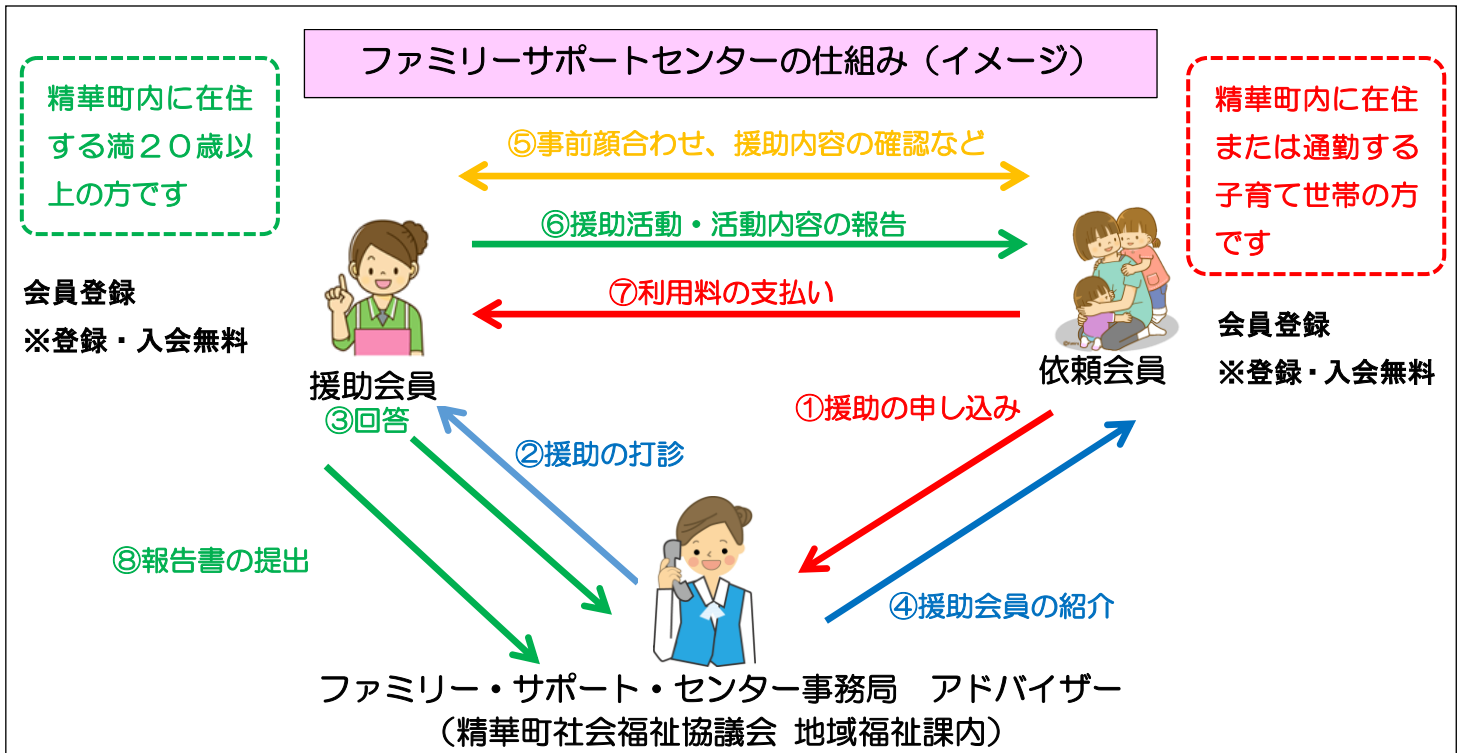 ファミリーサポートセンターの仕組み（イメージ）
精華町内に在住
する満２０歳以
上の方です
精華町内に在住
または通勤する
子育て世帯の方
です
⑤事前顔合わせ、援助内容の確認など
⑥援助活動・活動内容の報告
⑦利用料の支払い
会員登録
※登録・入会無料
会員登録
※登録・入会無料
援助会員
依頼会員
③回答
①援助の申し込み
②援助の打診
⑧報告書の提出
④援助会員の紹介
ファミリー・サポート・センター事務局　アドバイザー
（精華町社会福祉協議会 地域福祉課内）